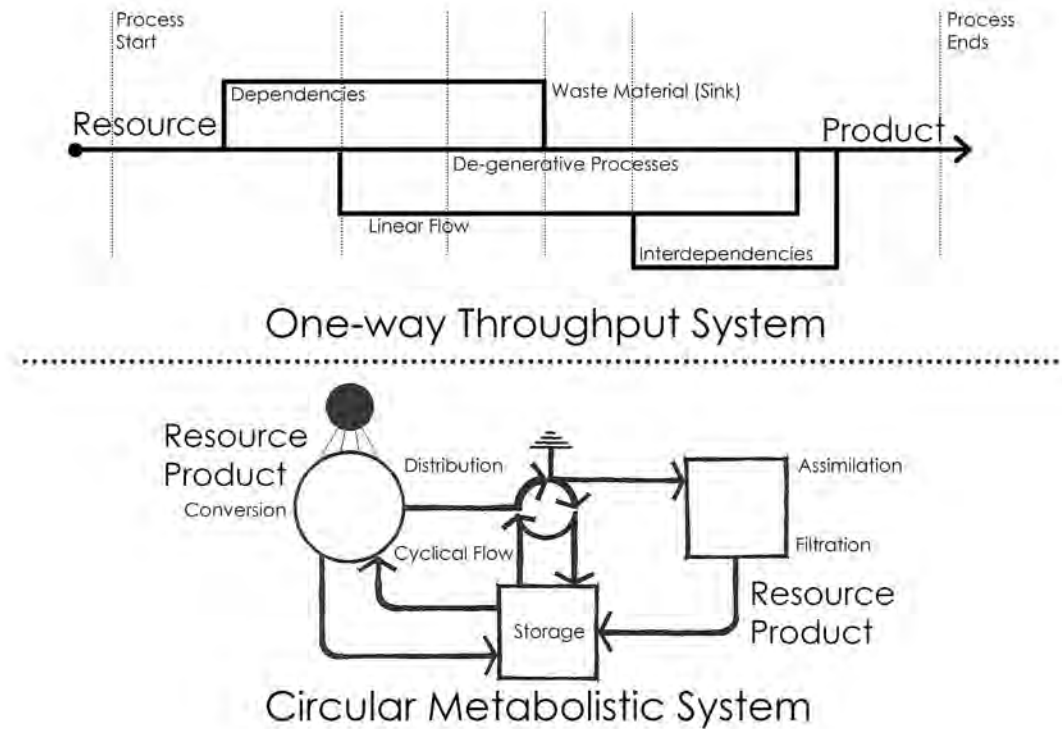 Process
Start
Process
Ends
Dependencies
Waste Material (Sink)
Resource
Product
De-generative Processes
Linear Flow
Interdependencies
One-way Throughput System
Resource
Product
Distribution
Assimilation
Conversion
Cyclical Flow
Filtration
Resource
Product
Storage
Circular Metabolistic System